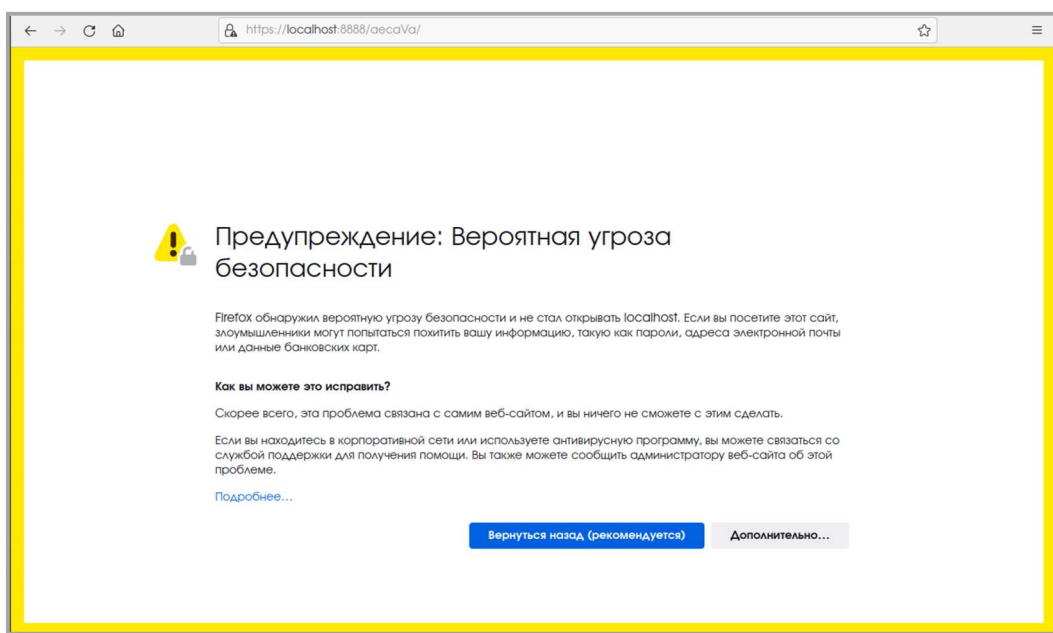 https://localhost:8888/aecaVa/
Предупреждение: Вероятная угроза
безопасности
Firefox обнаружил вероятную угрозу безопасности и не стал открывать localhost. Если вы посетите этот сайт,
злоумышленники могут попытаться похитить вашу информацию, такую как пароли, адреса электронной почты
или данные банковских карт.
Как вы можете это исправить?
Скорее всего, эта проблема связана с самим веб-сайтом, и вы ничего не сможете с этим сделать.
Если вы находитесь в корпоративной сети или используете антивирусную программу, вы можете связаться со
службой поддержки для получения помощи. Вы также можете сообщить администратору веб-сайта об этой
проблеме.
Подробнее...
Вернуться назад (рекомендуется) Дополнительно...